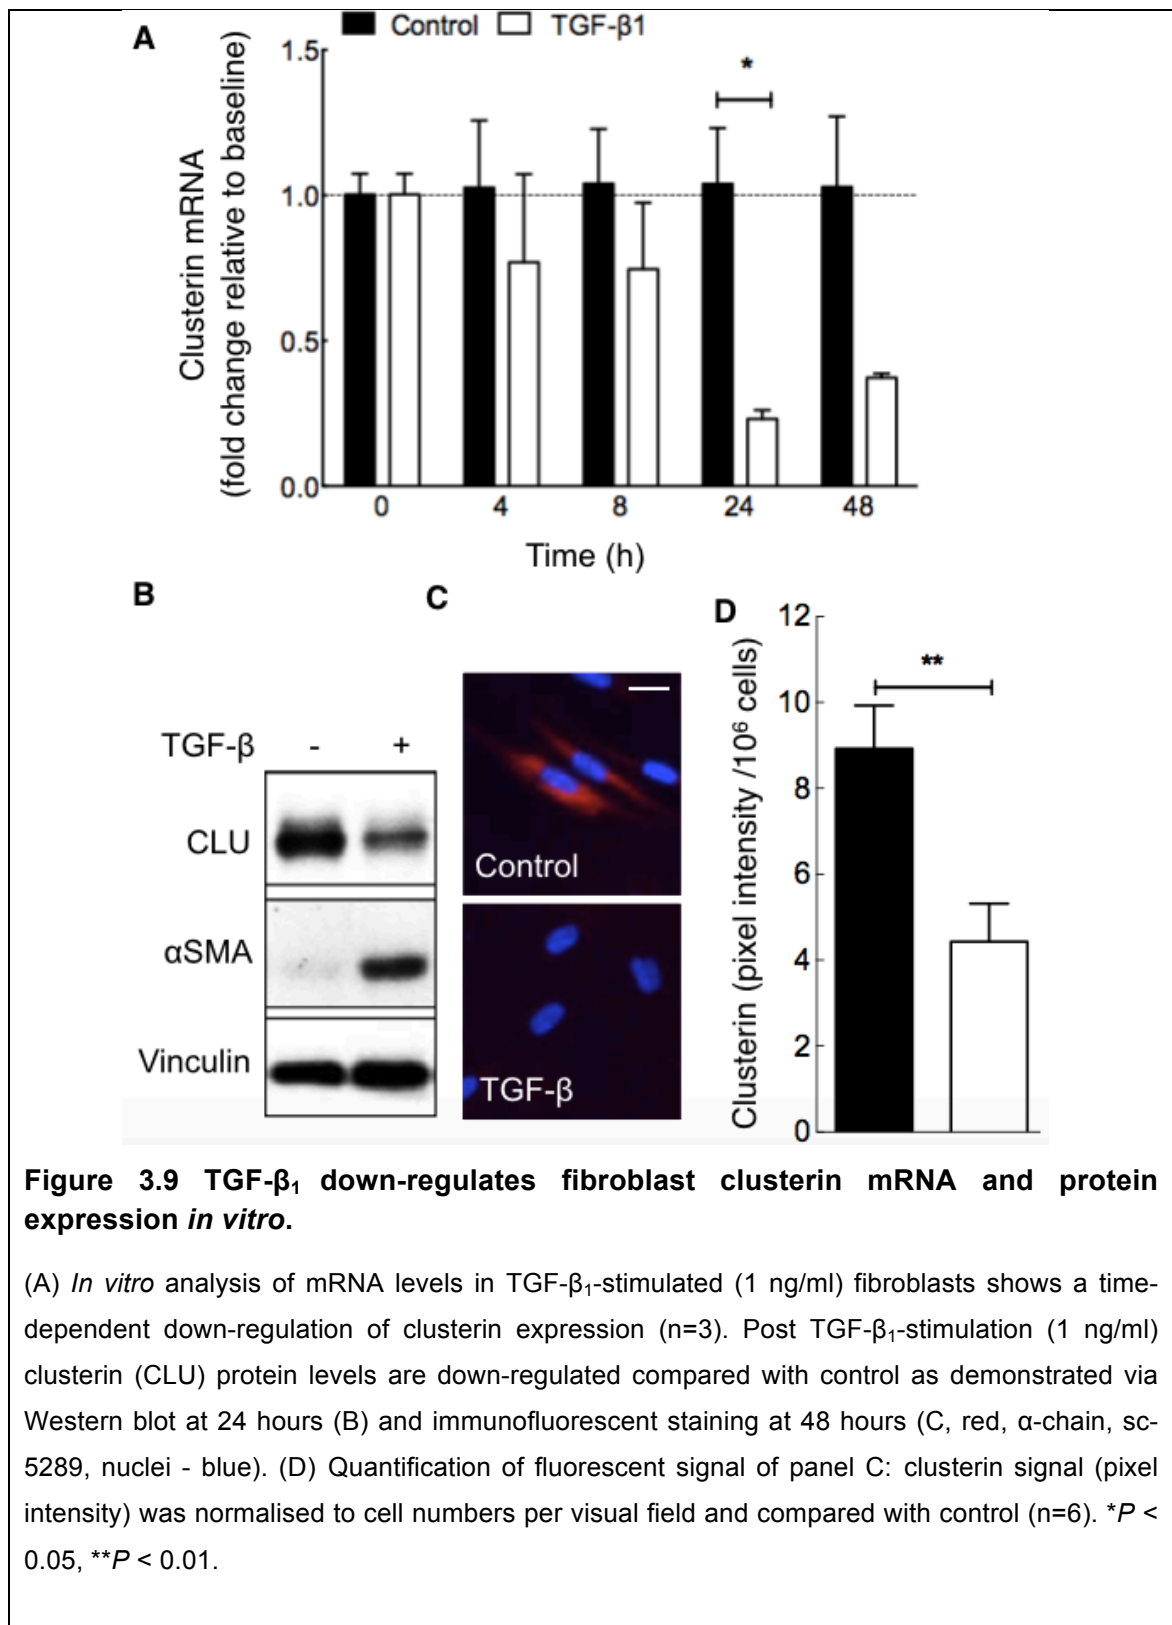 A
Control
TGF-β1
Clusterin mRNA
(fold change relative to baseline)
1.5
1.0
0.5
0.0
*
0 4 8 24 48
Time (h)
B
TGF-β - +
CLU
αSMA
Vinculin
C
Control
TGF-β
D
Clusterin (pixel intensity /10⁶ cells)
12
10
8
6
4
2
0
**
Figure 3.9 TGF-β₁ down-regulates fibroblast clusterin mRNA and protein
expression in vitro.
(A) In vitro analysis of mRNA levels in TGF-β₁-stimulated (1 ng/ml) fibroblasts shows a time-
dependent down-regulation of clusterin expression (n=3). Post TGF-β₁-stimulation (1 ng/ml)
clusterin (CLU) protein levels are down-regulated compared with control as demonstrated via
Western blot at 24 hours (B) and immunofluorescent staining at 48 hours (C, red, α-chain, sc-
5289, nuclei - blue). (D) Quantification of fluorescent signal of panel C: clusterin signal (pixel
intensity) was normalised to cell numbers per visual field and compared with control (n=6). *P <
0.05, **P < 0.01.